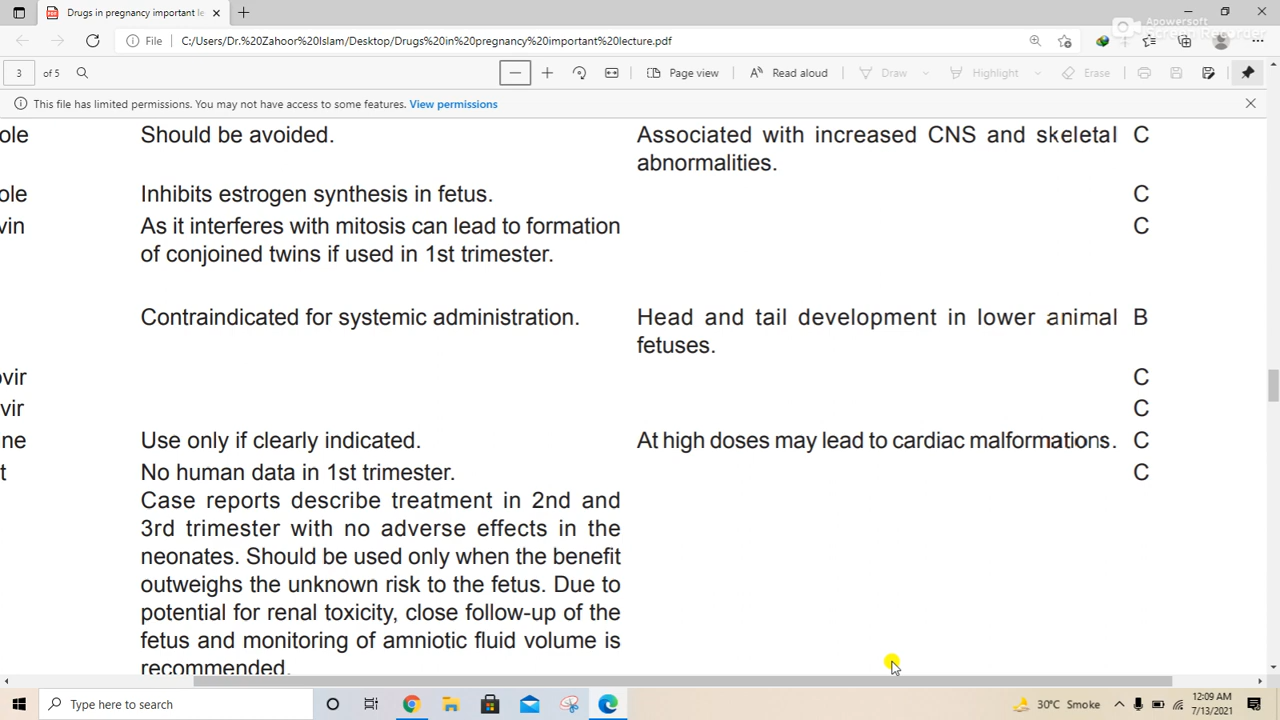 Drugs in pregnancy important le
Apowersoft
Screen Recorder
File C:/Users/Dr.%20Zahoor%20Islam/Desktop/Drugs%20in%20pregnancy%20important%20lecture.pdf
3 of 5 Page view Read aloud Draw Highlight Erase
This file has limited permissions. You may not have access to some features. View permissions
ole Should be avoided. Associated with increased CNS and skeletal C
abnormalities.
ole Inhibits estrogen synthesis in fetus. C
vin As it interferes with mitosis can lead to formation C
of conjoined twins if used in 1st trimester.
Contraindicated for systemic administration. Head and tail development in lower animal B
fetuses.
ovir C
vir C
ne Use only if clearly indicated. At high doses may lead to cardiac malformations. C
t No human data in 1st trimester. C
Case reports describe treatment in 2nd and
3rd trimester with no adverse effects in the
neonates. Should be used only when the benefit
outweighs the unknown risk to the fetus. Due to
potential for renal toxicity, close follow-up of the
fetus and monitoring of amniotic fluid volume is
recommended.
Type here to search 30°C Smoke 12:09 AM
7/13/2021